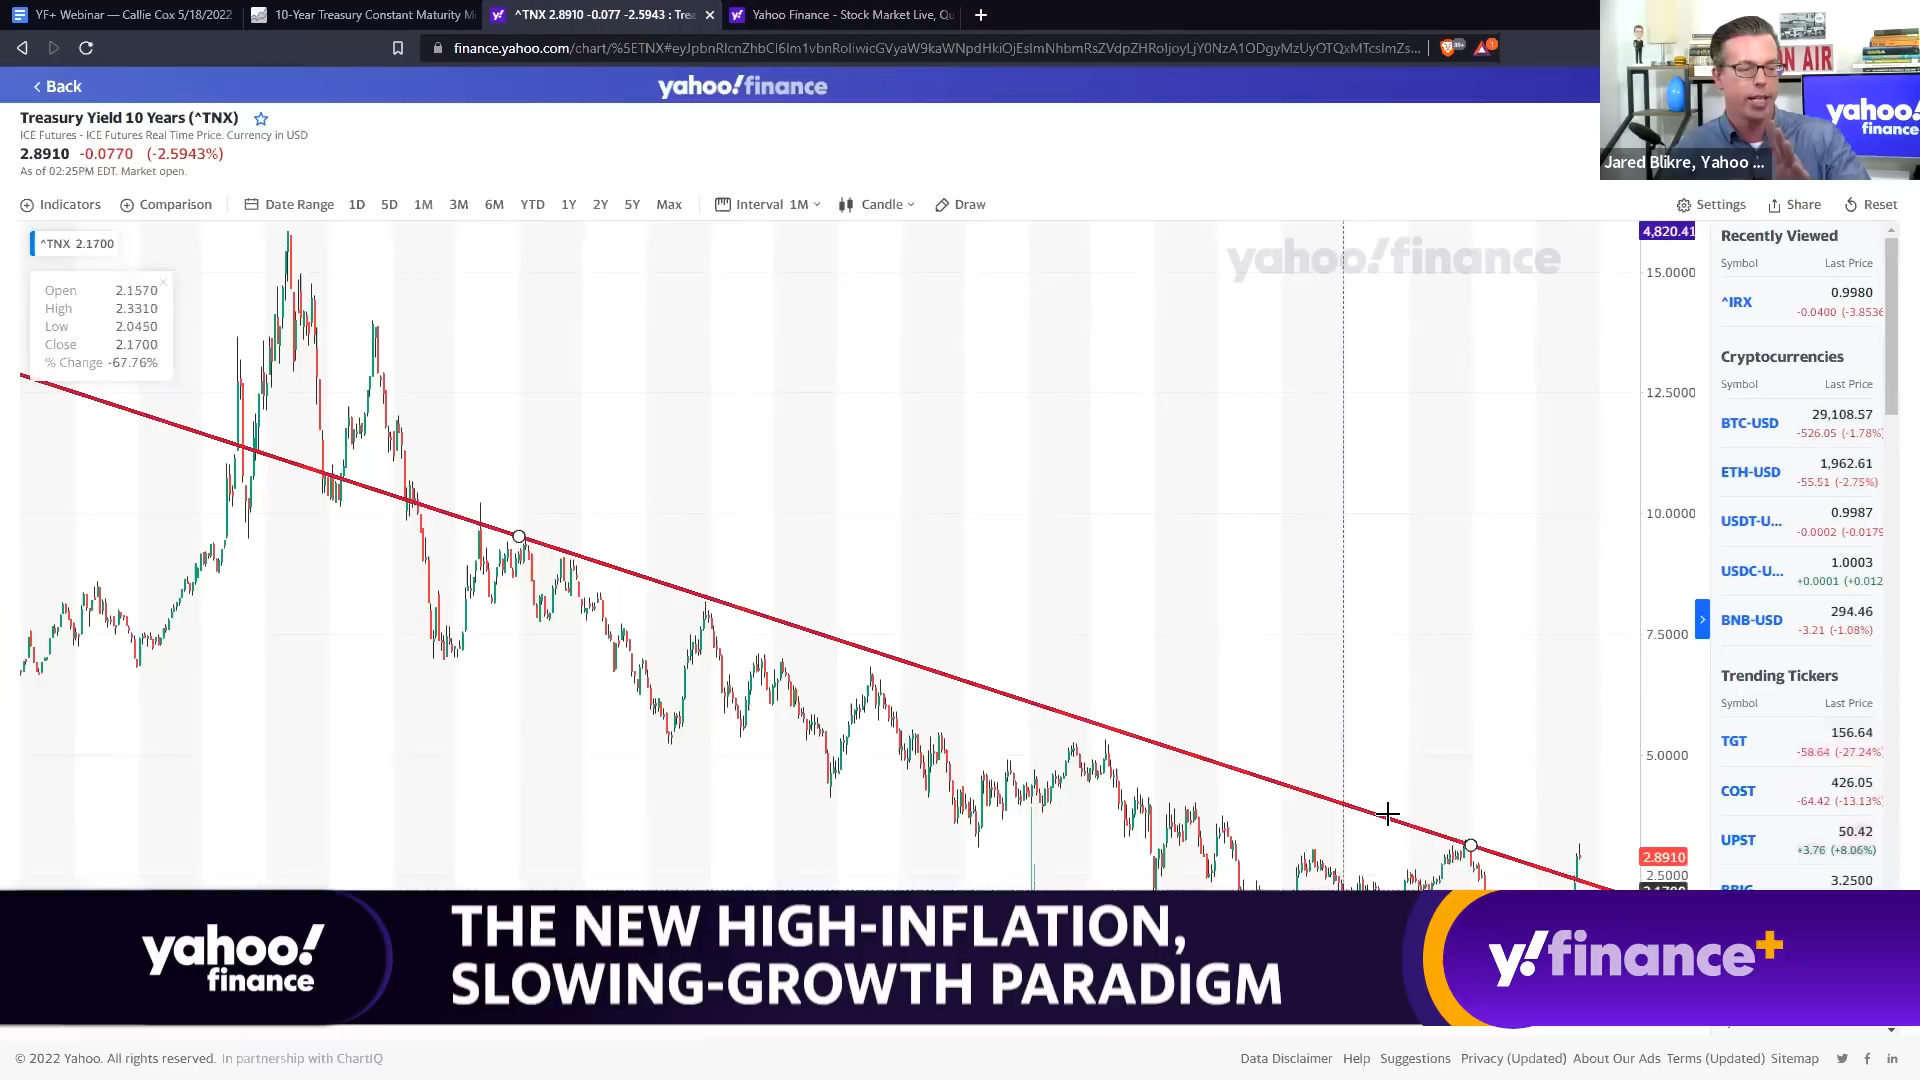 YF+ Webinar — Callie Cox 5/18/2022
10-Year Treasury Constant Maturity M
^TNX 2.8910 -0.077 -2.5943 : Trea
Yahoo Finance - Stock Market Live, Qu
finance.yahoo.com
Back
yahoo!finance
ON AIR
yahoo!
finance
Jared Blikre, Yahoo ...
Treasury Yield 10 Years (^TNX)
ICE Futures - ICE Futures Real Time Price. Currency in USD
2.8910 -0.0770 (-2.5943%)
As of 02:25PM EDT. Market open.
Indicators Comparison Date Range 1D 5D 1M 3M 6M YTD 1Y 2Y 5Y Max Interval 1M Candle Draw Settings Share Reset
^TNX 2.1700
Open 2.1570
High 2.3310
Low 2.0450
Close 2.1700
% Change -67.76%
yahoo!finance
4,820.41
15.0000
12.5000
10.0000
7.5000
5.0000
2.8910
2.5000
Recently Viewed
Symbol Last Price
^IRX 0.9980
-0.0400 (-3.8536
Cryptocurrencies
Symbol Last Price
BTC-USD 29,108.57
-526.05 (-1.78%)
ETH-USD 1,962.61
-55.51 (-2.75%)
USDT-U... 0.9987
-0.0002 (-0.0179
USDC-U... 1.0003
+0.0001 (+0.012
BNB-USD 294.46
-3.21 (-1.08%)
Trending Tickers
Symbol Last Price
TGT 156.64
-58.64 (-27.24%)
COST 426.05
-64.42 (-13.13%)
UPST 50.42
+3.76 (+8.06%)
3.2500
yahoo!
finance
THE NEW HIGH-INFLATION,
SLOWING-GROWTH PARADIGM
y!finance+
© 2022 Yahoo. All rights reserved. In partnership with ChartIQ
Data Disclaimer Help Suggestions Privacy (Updated) About Our Ads Terms (Updated) Sitemap